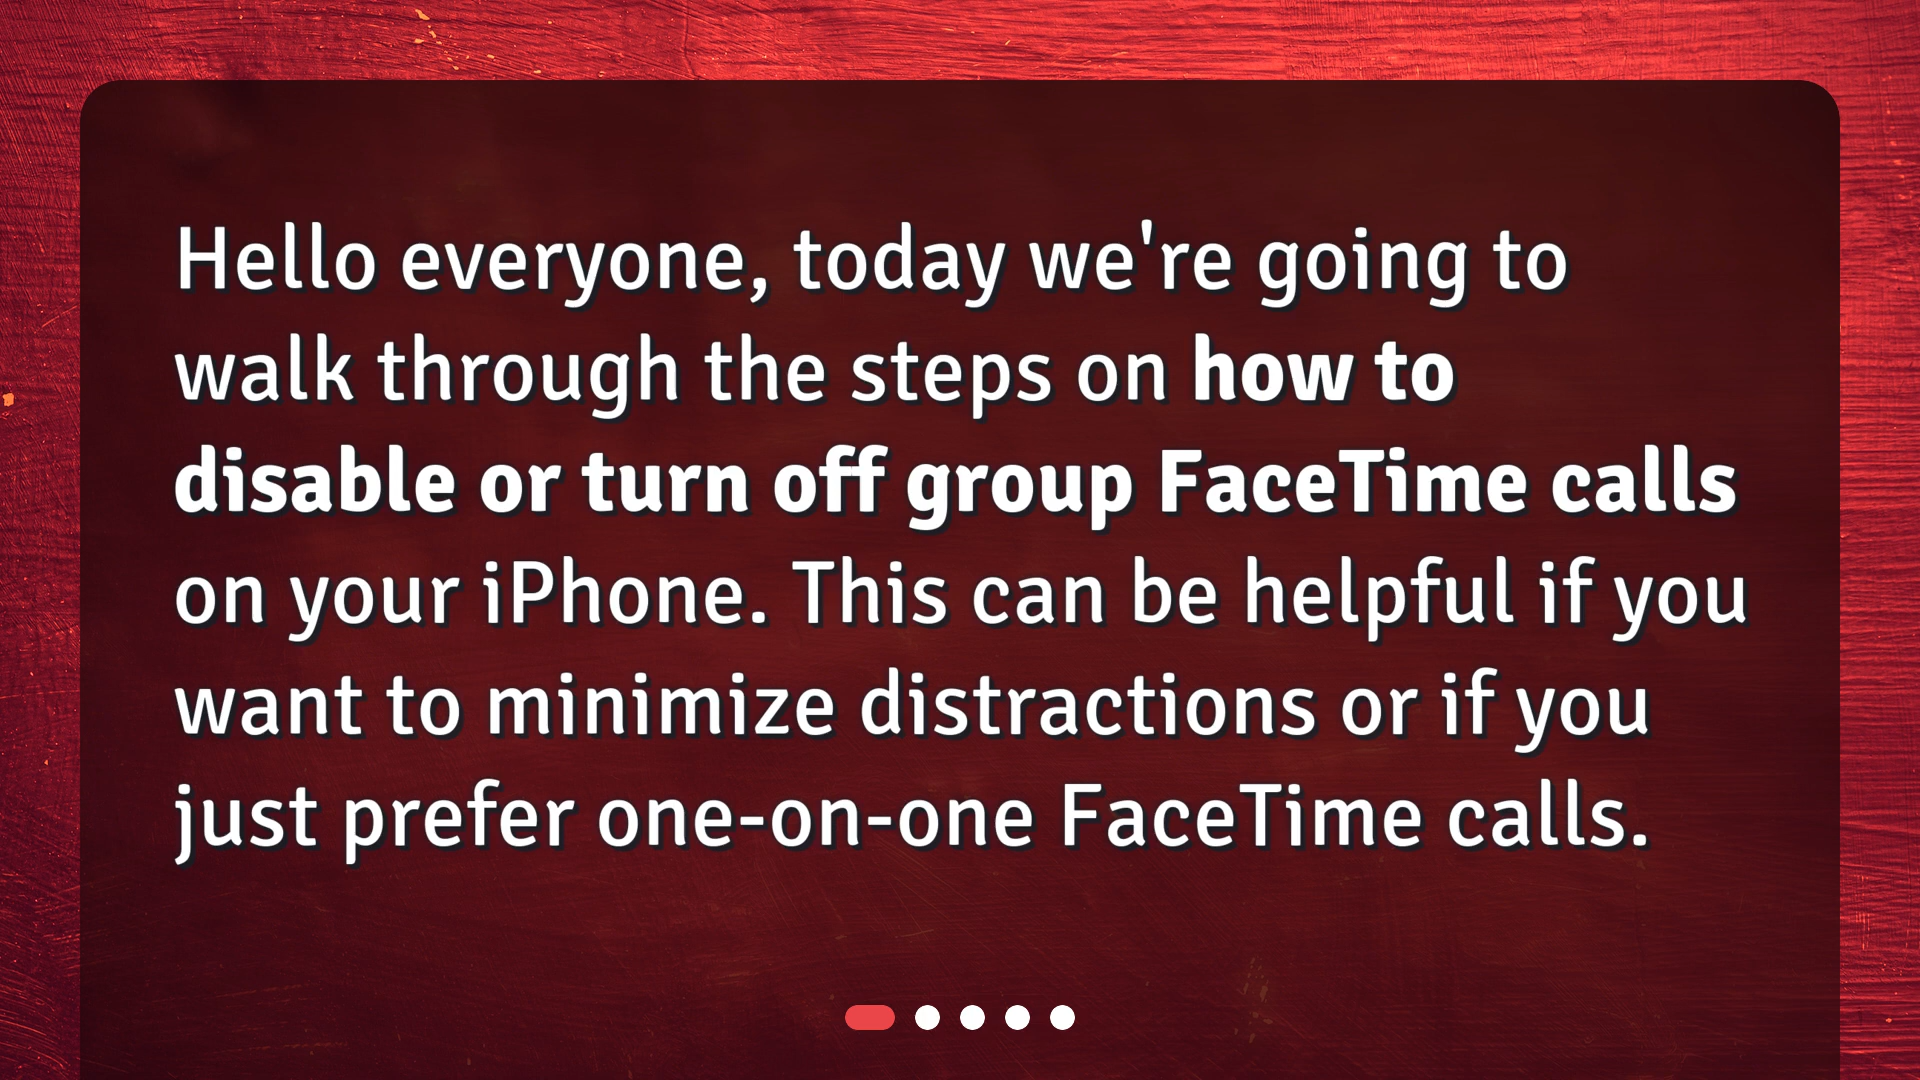 Hello everyone, today we're going to
walk through the steps on how to
disable or turn off group FaceTime calls
on your iPhone. This can be helpful if you
want to minimize distractions or if you
just prefer one-on-one FaceTime calls.